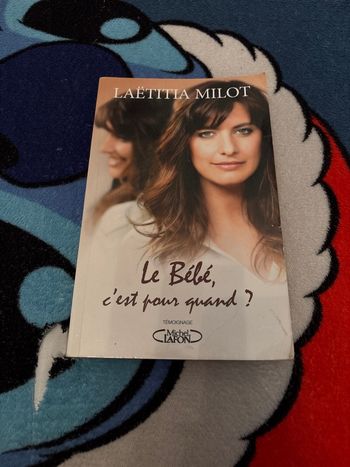 LAËTITIA MILOT
Le Bébé,
c'est pour quand ?
TÉMOIGNAGE
Michel
LAFON